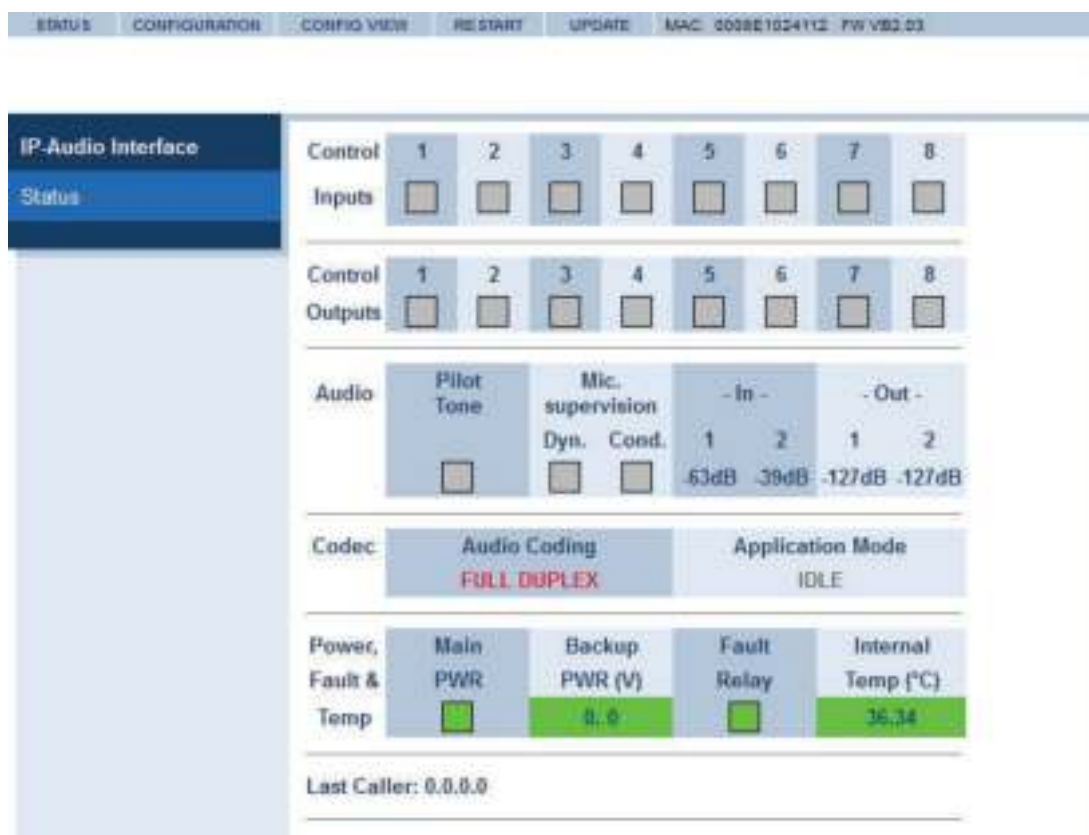 STATUS CONFIGURATION CONFIG VIEW RESTART UPDATE MAC: 0008E1024112 FW VB2.03
IP-Audio Interface
Status
Control 1 2 3 4 5 6 7 8
Inputs
Control 1 2 3 4 5 6 7 8
Outputs
Audio Pilot Tone Mic. supervision - In - - Out -
Dyn. Cond. 1 2 1 2
-63dB -39dB -127dB -127dB
Codec Audio Coding Application Mode
FULL DUPLEX IDLE
Power, Main Backup Fault Internal
Fault & PWR PWR (V) Relay Temp (°C)
Temp 0. 0 36.34
Last Caller: 0.0.0.0